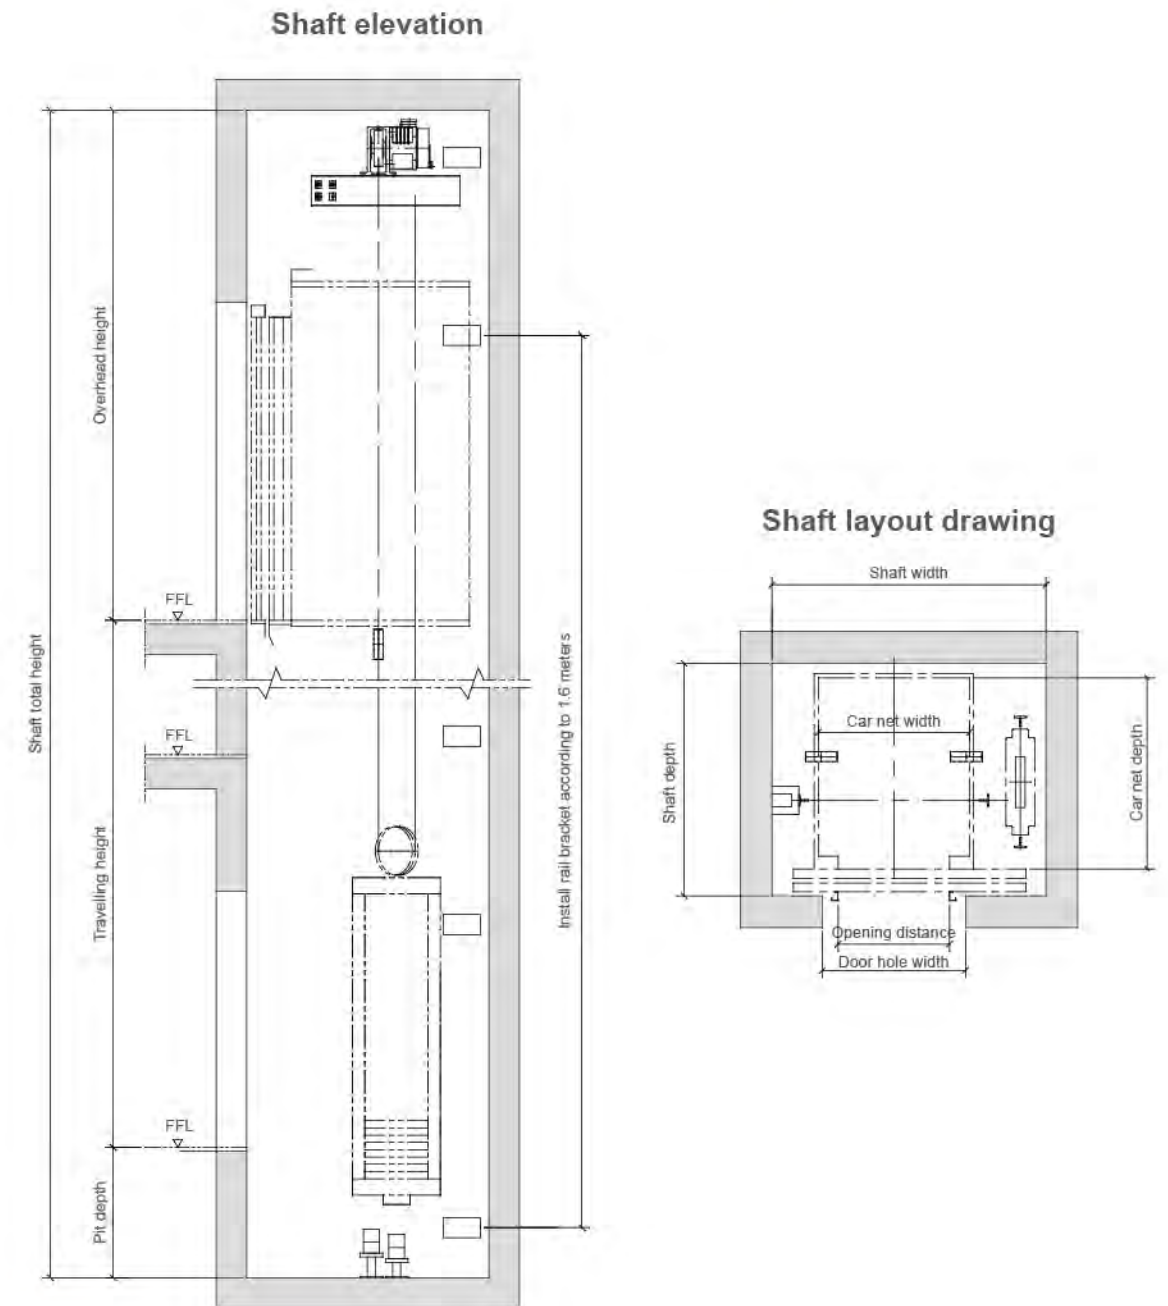 Shaft elevation
Overhead height
FFL
Shaft total height
FFL
Travelling height
FFL
Pit depth
Install rail bracket according to 1.6 meters
Shaft layout drawing
Shaft width
Car net width
Shaft depth
Car net depth
Opening distance
Door hole width